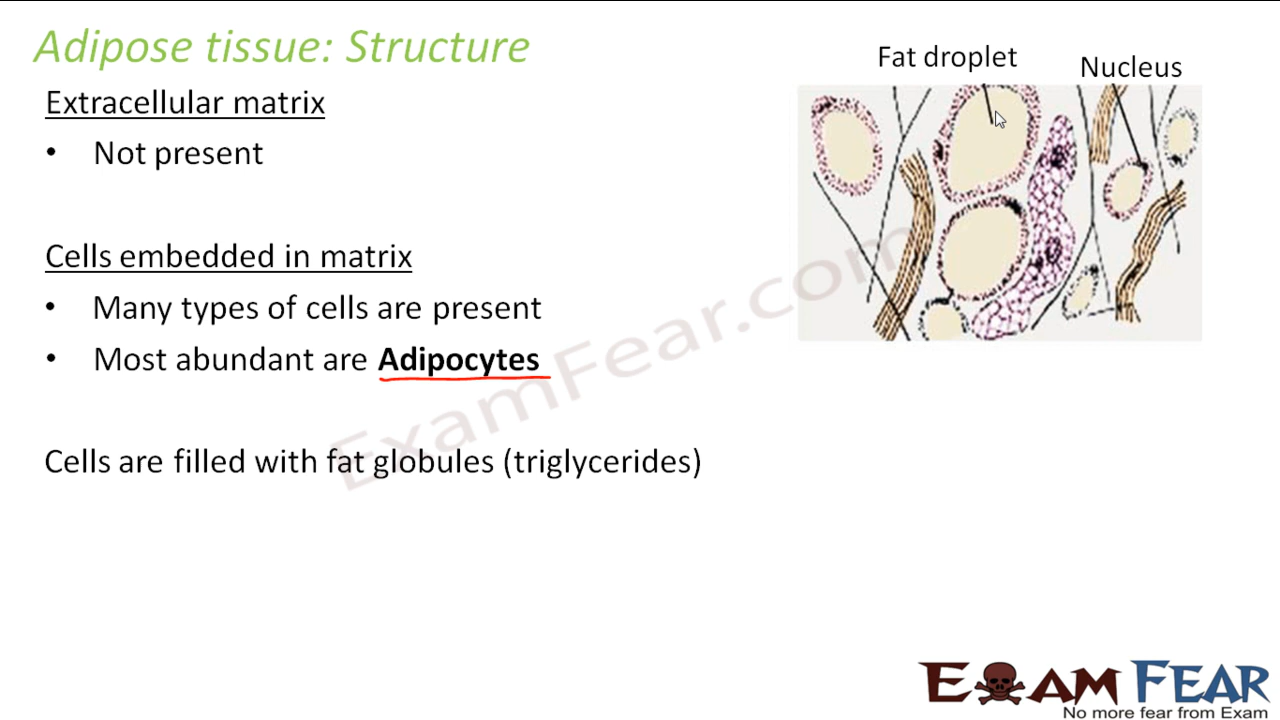 Adipose tissue: Structure
Extracellular matrix
• Not present
Cells embedded in matrix
• Many types of cells are present
• Most abundant are Adipocytes
Cells are filled with fat globules (triglycerides)
Fat droplet
Nucleus
ExamFear.com
EXAM FEAR
No more fear from Exam